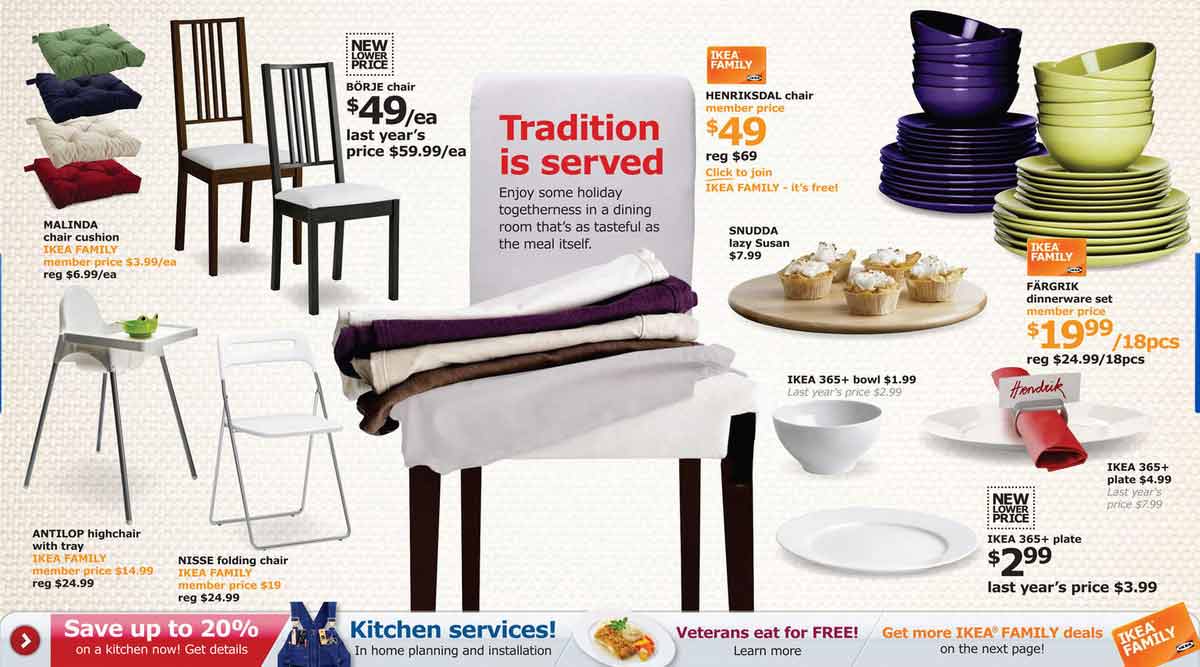 NEW
LOWER
PRICE
BÖRJE chair
$49/ea
last year's
price $59.99/ea
MALINDA
chair cushion
IKEA FAMILY
member price $3.99/ea
reg $6.99/ea
Tradition
is served
Enjoy some holiday
togetherness in a dining
room that's as tasteful as
the meal itself.
IKEA®
FAMILY
HENRIKSDAL chair
member price
$49
reg $69
Click to join
IKEA FAMILY - it's free!
SNUDDA
lazy Susan
$7.99
IKEA®
FAMILY
FÄRGRIK
dinnerware set
member price
$19⁹⁹/18pcs
reg $24.99/18pcs
IKEA 365+ bowl $1.99
Last year's price $2.99
Hendrik
IKEA 365+
plate $4.99
Last year's
price $7.99
NEW
LOWER
PRICE
IKEA 365+ plate
$2⁹⁹
last year's price $3.99
ANTILOP highchair
with tray
IKEA FAMILY
member price $14.99
reg $24.99
NISSE folding chair
IKEA FAMILY
member price $19
reg $24.99
Save up to 20%
on a kitchen now! Get details
Kitchen services!
In home planning and installation
Veterans eat for FREE!
Learn more
Get more IKEA® FAMILY deals
on the next page!
IKEA®
FAMILY